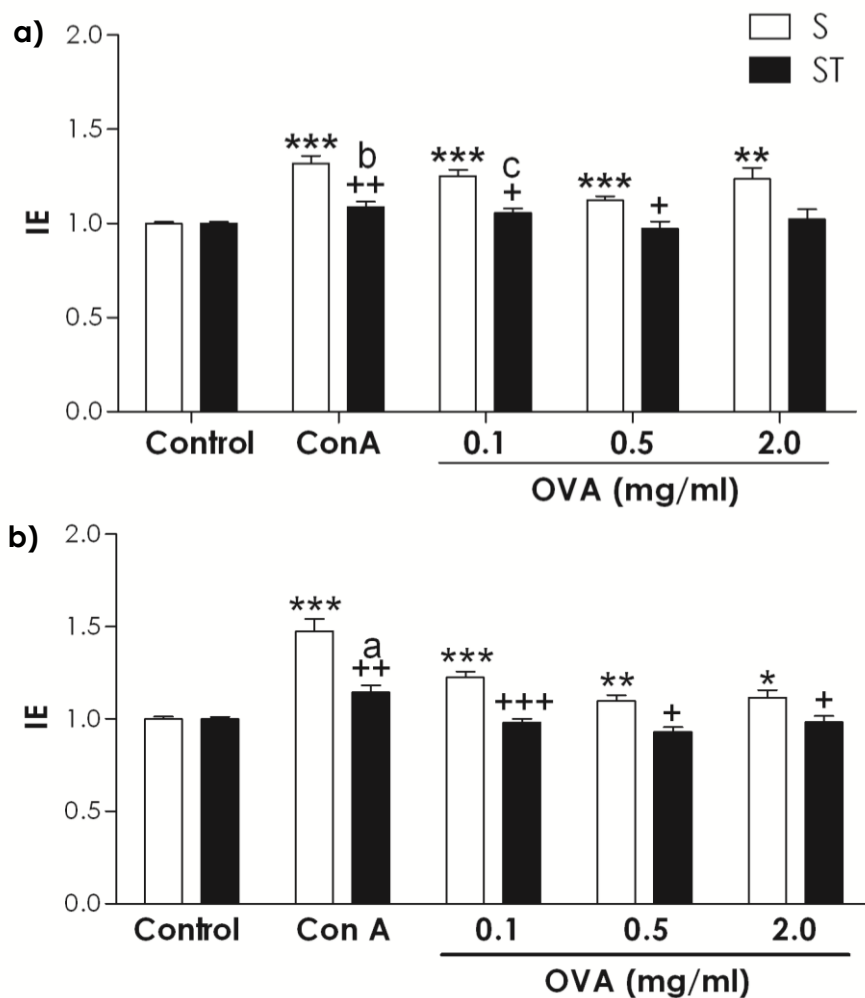 a)
S
ST
2.0
1.5
1.0
0.5
0.0
IE
***
b
++
***
c
+
***
+
**
Control ConA 0.1 0.5 2.0
OVA (mg/ml)
b)
2.0
1.5
1.0
0.5
0.0
IE
***
a
++
***
+++
**
+
*
+
Control Con A 0.1 0.5 2.0
OVA (mg/ml)